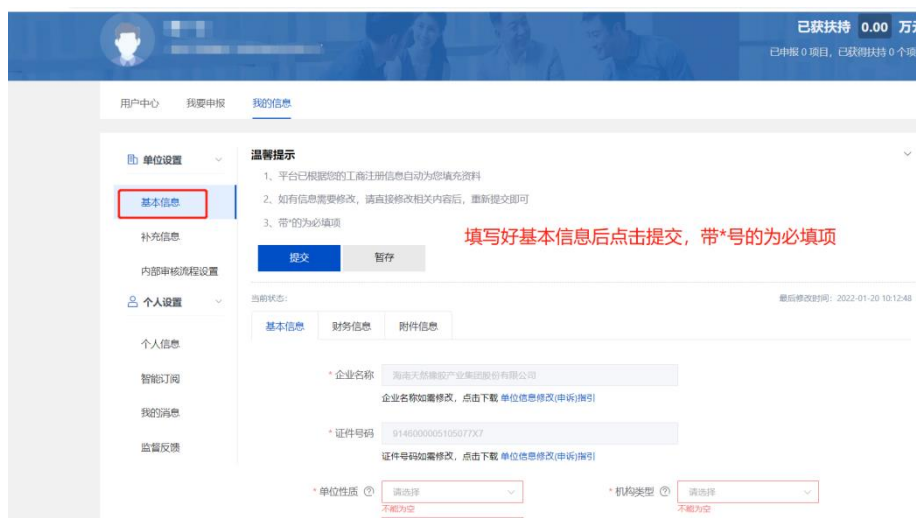 已获扶持 0.00 万元
已申报 0 项目，已获得扶持 0 个项
用户中心 我要申报 我的信息
单位设置
基本信息
补充信息
内部审核流程设置
个人设置
个人信息
智能订阅
我的消息
监督反馈
温馨提示
1、平台已根据您的工商注册信息自动为您填充资料
2、如有信息需要修改，请直接修改相关内容后，重新提交即可
3、带*的为必填项
填写好基本信息后点击提交，带*号的为必填项
提交 暂存
当前状态： 最后修改时间：2022-01-20 10:12:48
基本信息 财务信息 附件信息
* 企业名称 海南天然橡胶产业集团股份有限公司
企业名称如需修改，点击下载 单位信息修改(申诉)指引
* 证件号码 9146000005105077X7
证件号码如需修改，点击下载 单位信息修改(申诉)指引
* 单位性质 ? 请选择 * 机构类型 ? 请选择
不能为空 不能为空